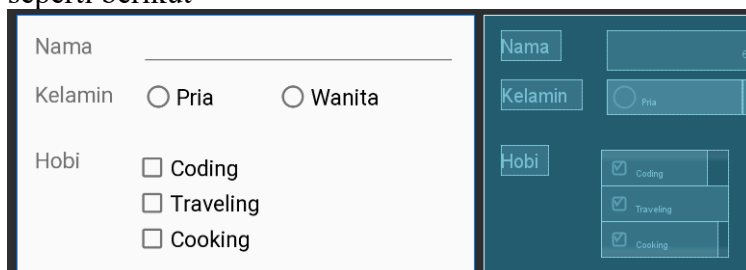 seperti berikut
Nama
Kelamin Pria Wanita
Hobi Coding
Traveling
Cooking
Nama
Kelamin Pria
Hobi Coding
Traveling
Cooking